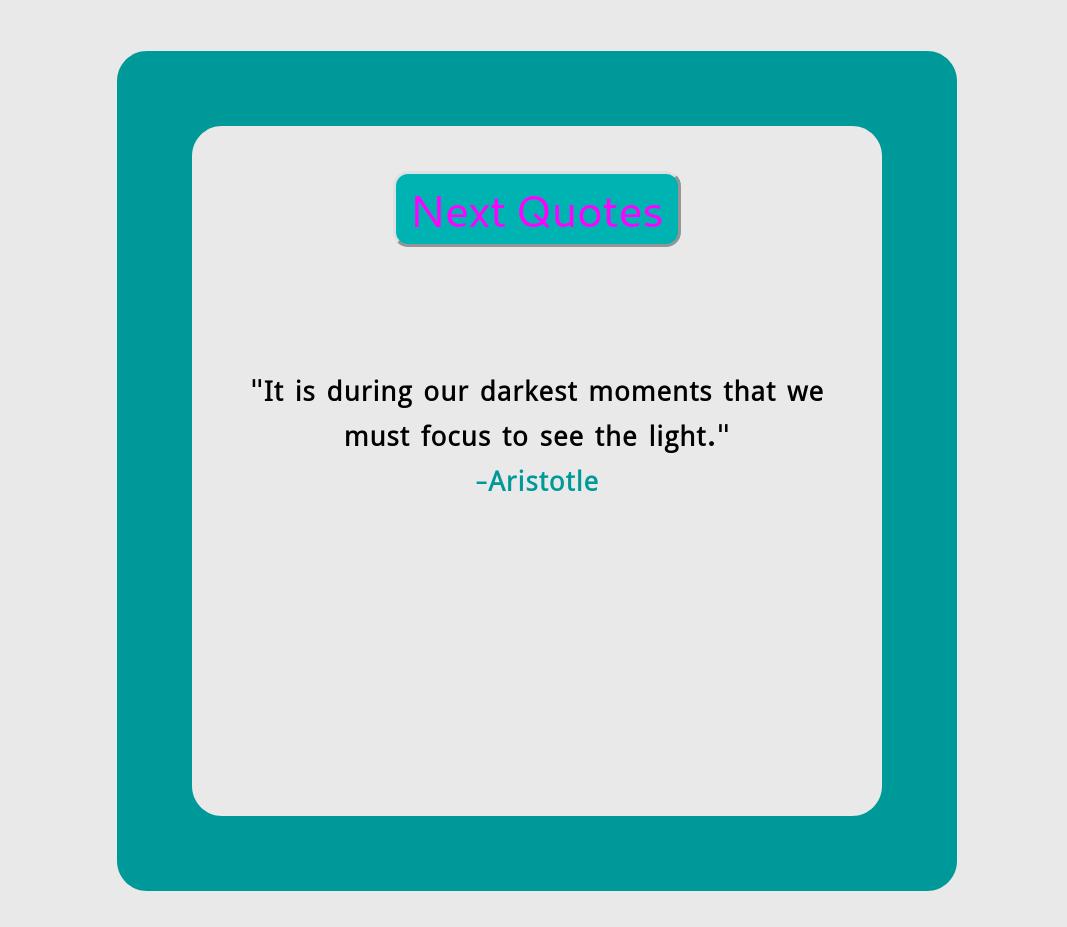 Next Quotes
"It is during our darkest moments that we
must focus to see the light."
–Aristotle